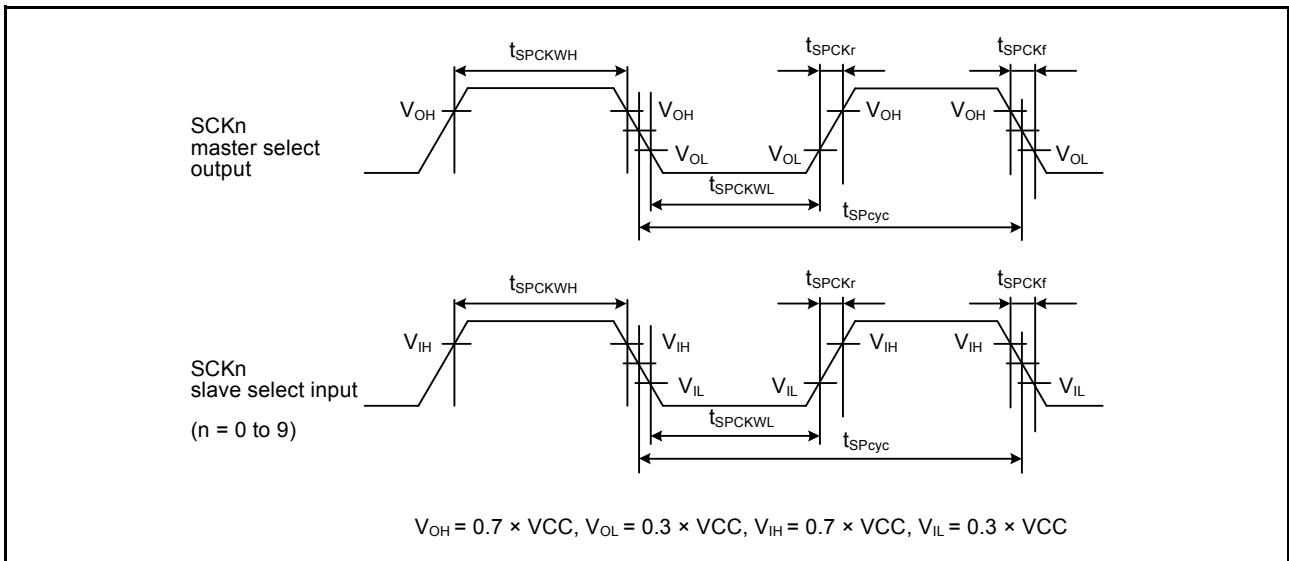 tSPCKWH tSPCKr tSPCKf
VOH VOH VOH VOH
SCKn
master select
output
VOL VOL VOL
tSPCKWL
tSPcyc
tSPCKWH tSPCKr tSPCKf
VIH VIH VIH VIH
SCKn
slave select input
VIL VIL VIL
(n = 0 to 9)
tSPCKWL
tSPcyc
VOH = 0.7 × VCC, VOL = 0.3 × VCC, VIH = 0.7 × VCC, VIL = 0.3 × VCC